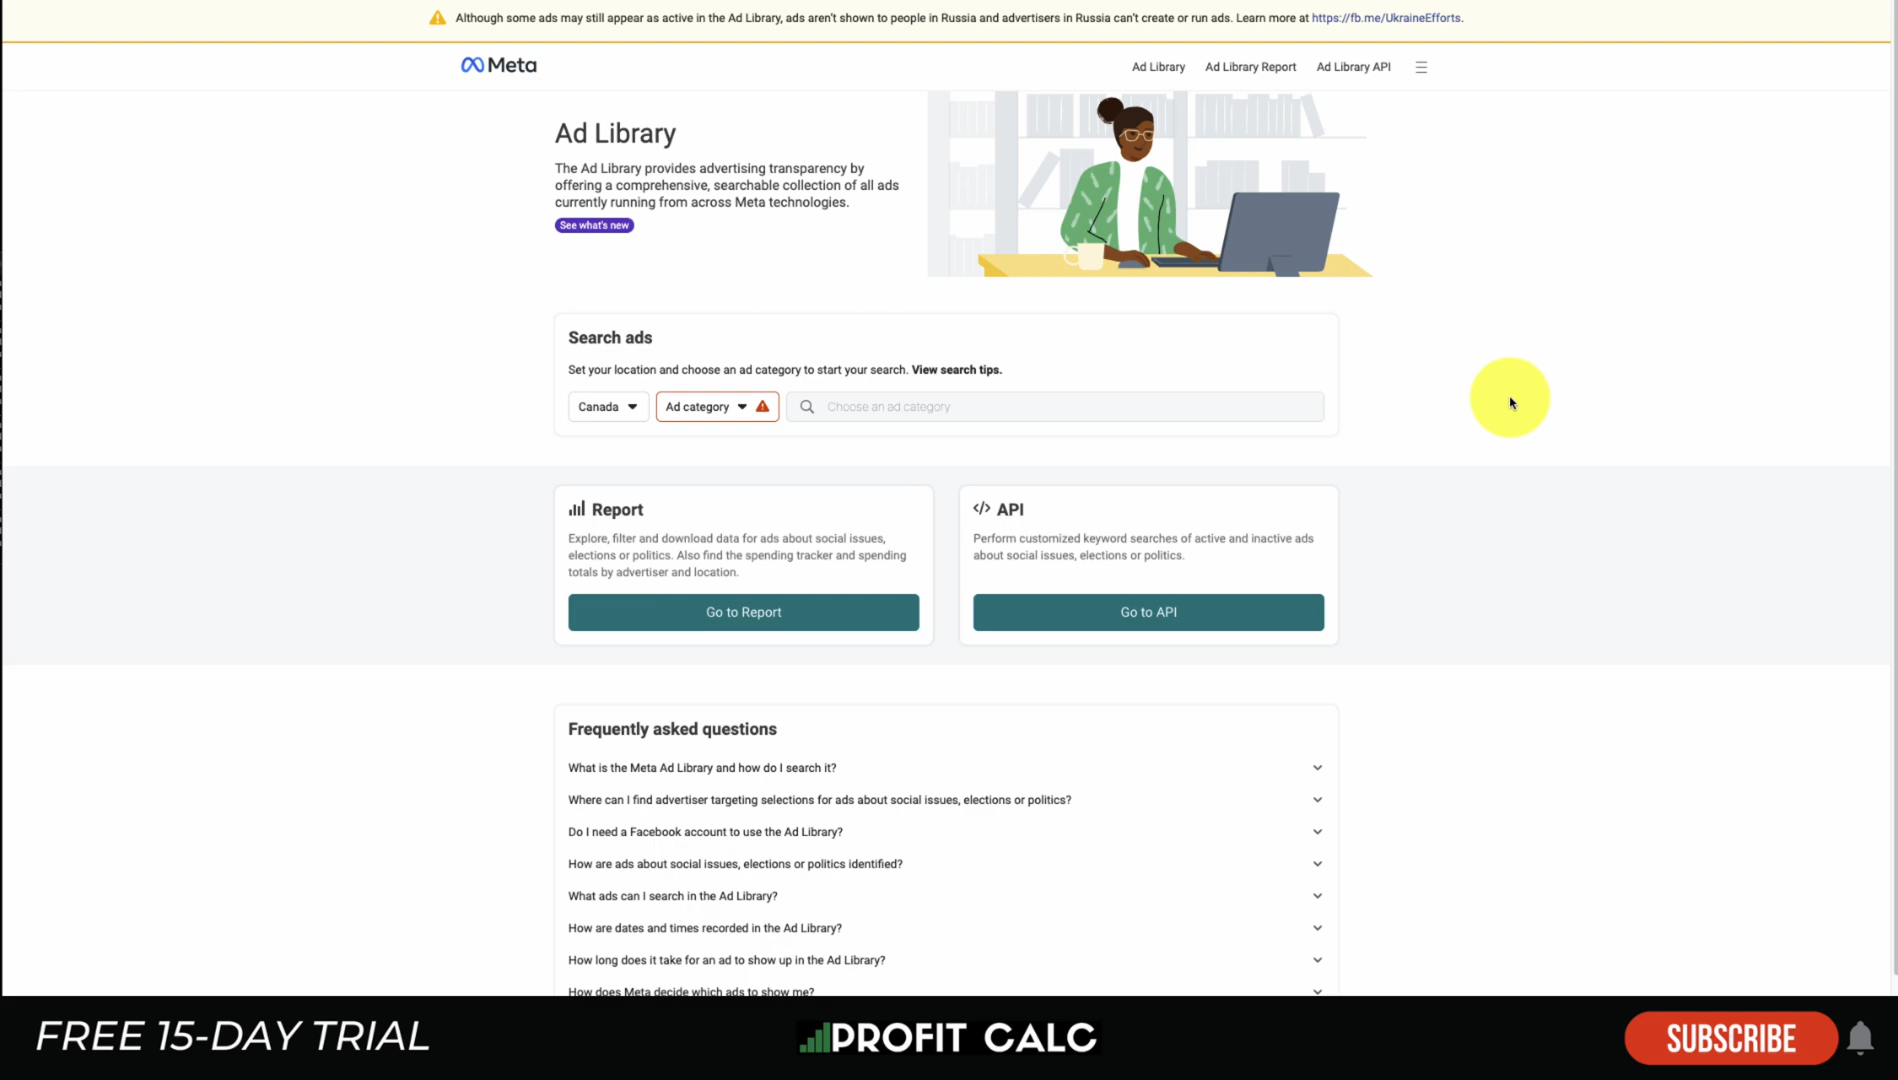 Although some ads may still appear as active in the Ad Library, ads aren't shown to people in Russia and advertisers in Russia can't create or run ads. Learn more at https://fb.me/UkraineEfforts.
Meta
Ad Library
Ad Library Report
Ad Library API
Ad Library
The Ad Library provides advertising transparency by
offering a comprehensive, searchable collection of all ads
currently running from across Meta technologies.
See what's new
Search ads
Set your location and choose an ad category to start your search. View search tips.
Canada
Ad category
Choose an ad category
Report
Explore, filter and download data for ads about social issues,
elections or politics. Also find the spending tracker and spending
totals by advertiser and location.
Go to Report
</> API
Perform customized keyword searches of active and inactive ads
about social issues, elections or politics.
Go to API
Frequently asked questions
What is the Meta Ad Library and how do I search it?
Where can I find advertiser targeting selections for ads about social issues, elections or politics?
Do I need a Facebook account to use the Ad Library?
How are ads about social issues, elections or politics identified?
What ads can I search in the Ad Library?
How are dates and times recorded in the Ad Library?
How long does it take for an ad to show up in the Ad Library?
How does Meta decide which ads to show me?
FREE 15-DAY TRIAL
PROFIT CALC
SUBSCRIBE